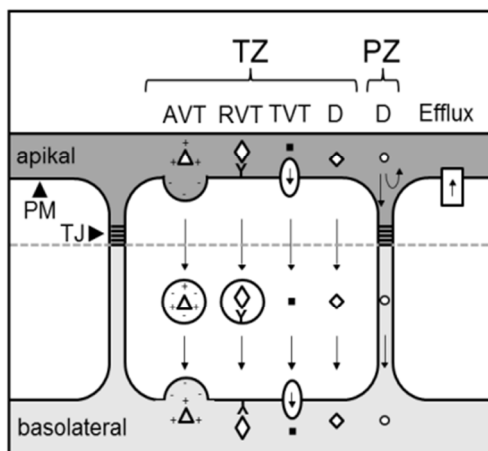 TZ PZ
AVT RVT TVT D D Efflux
apikal
PM
TJ
basolateral